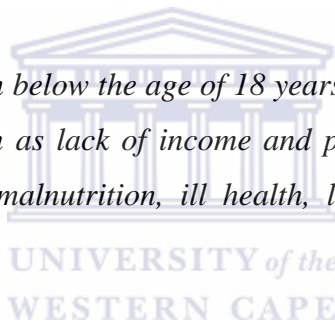 below the age of 18 years
as lack of income and
malnutrition, ill health,
UNIVERSITY of the
WESTERN CAPE